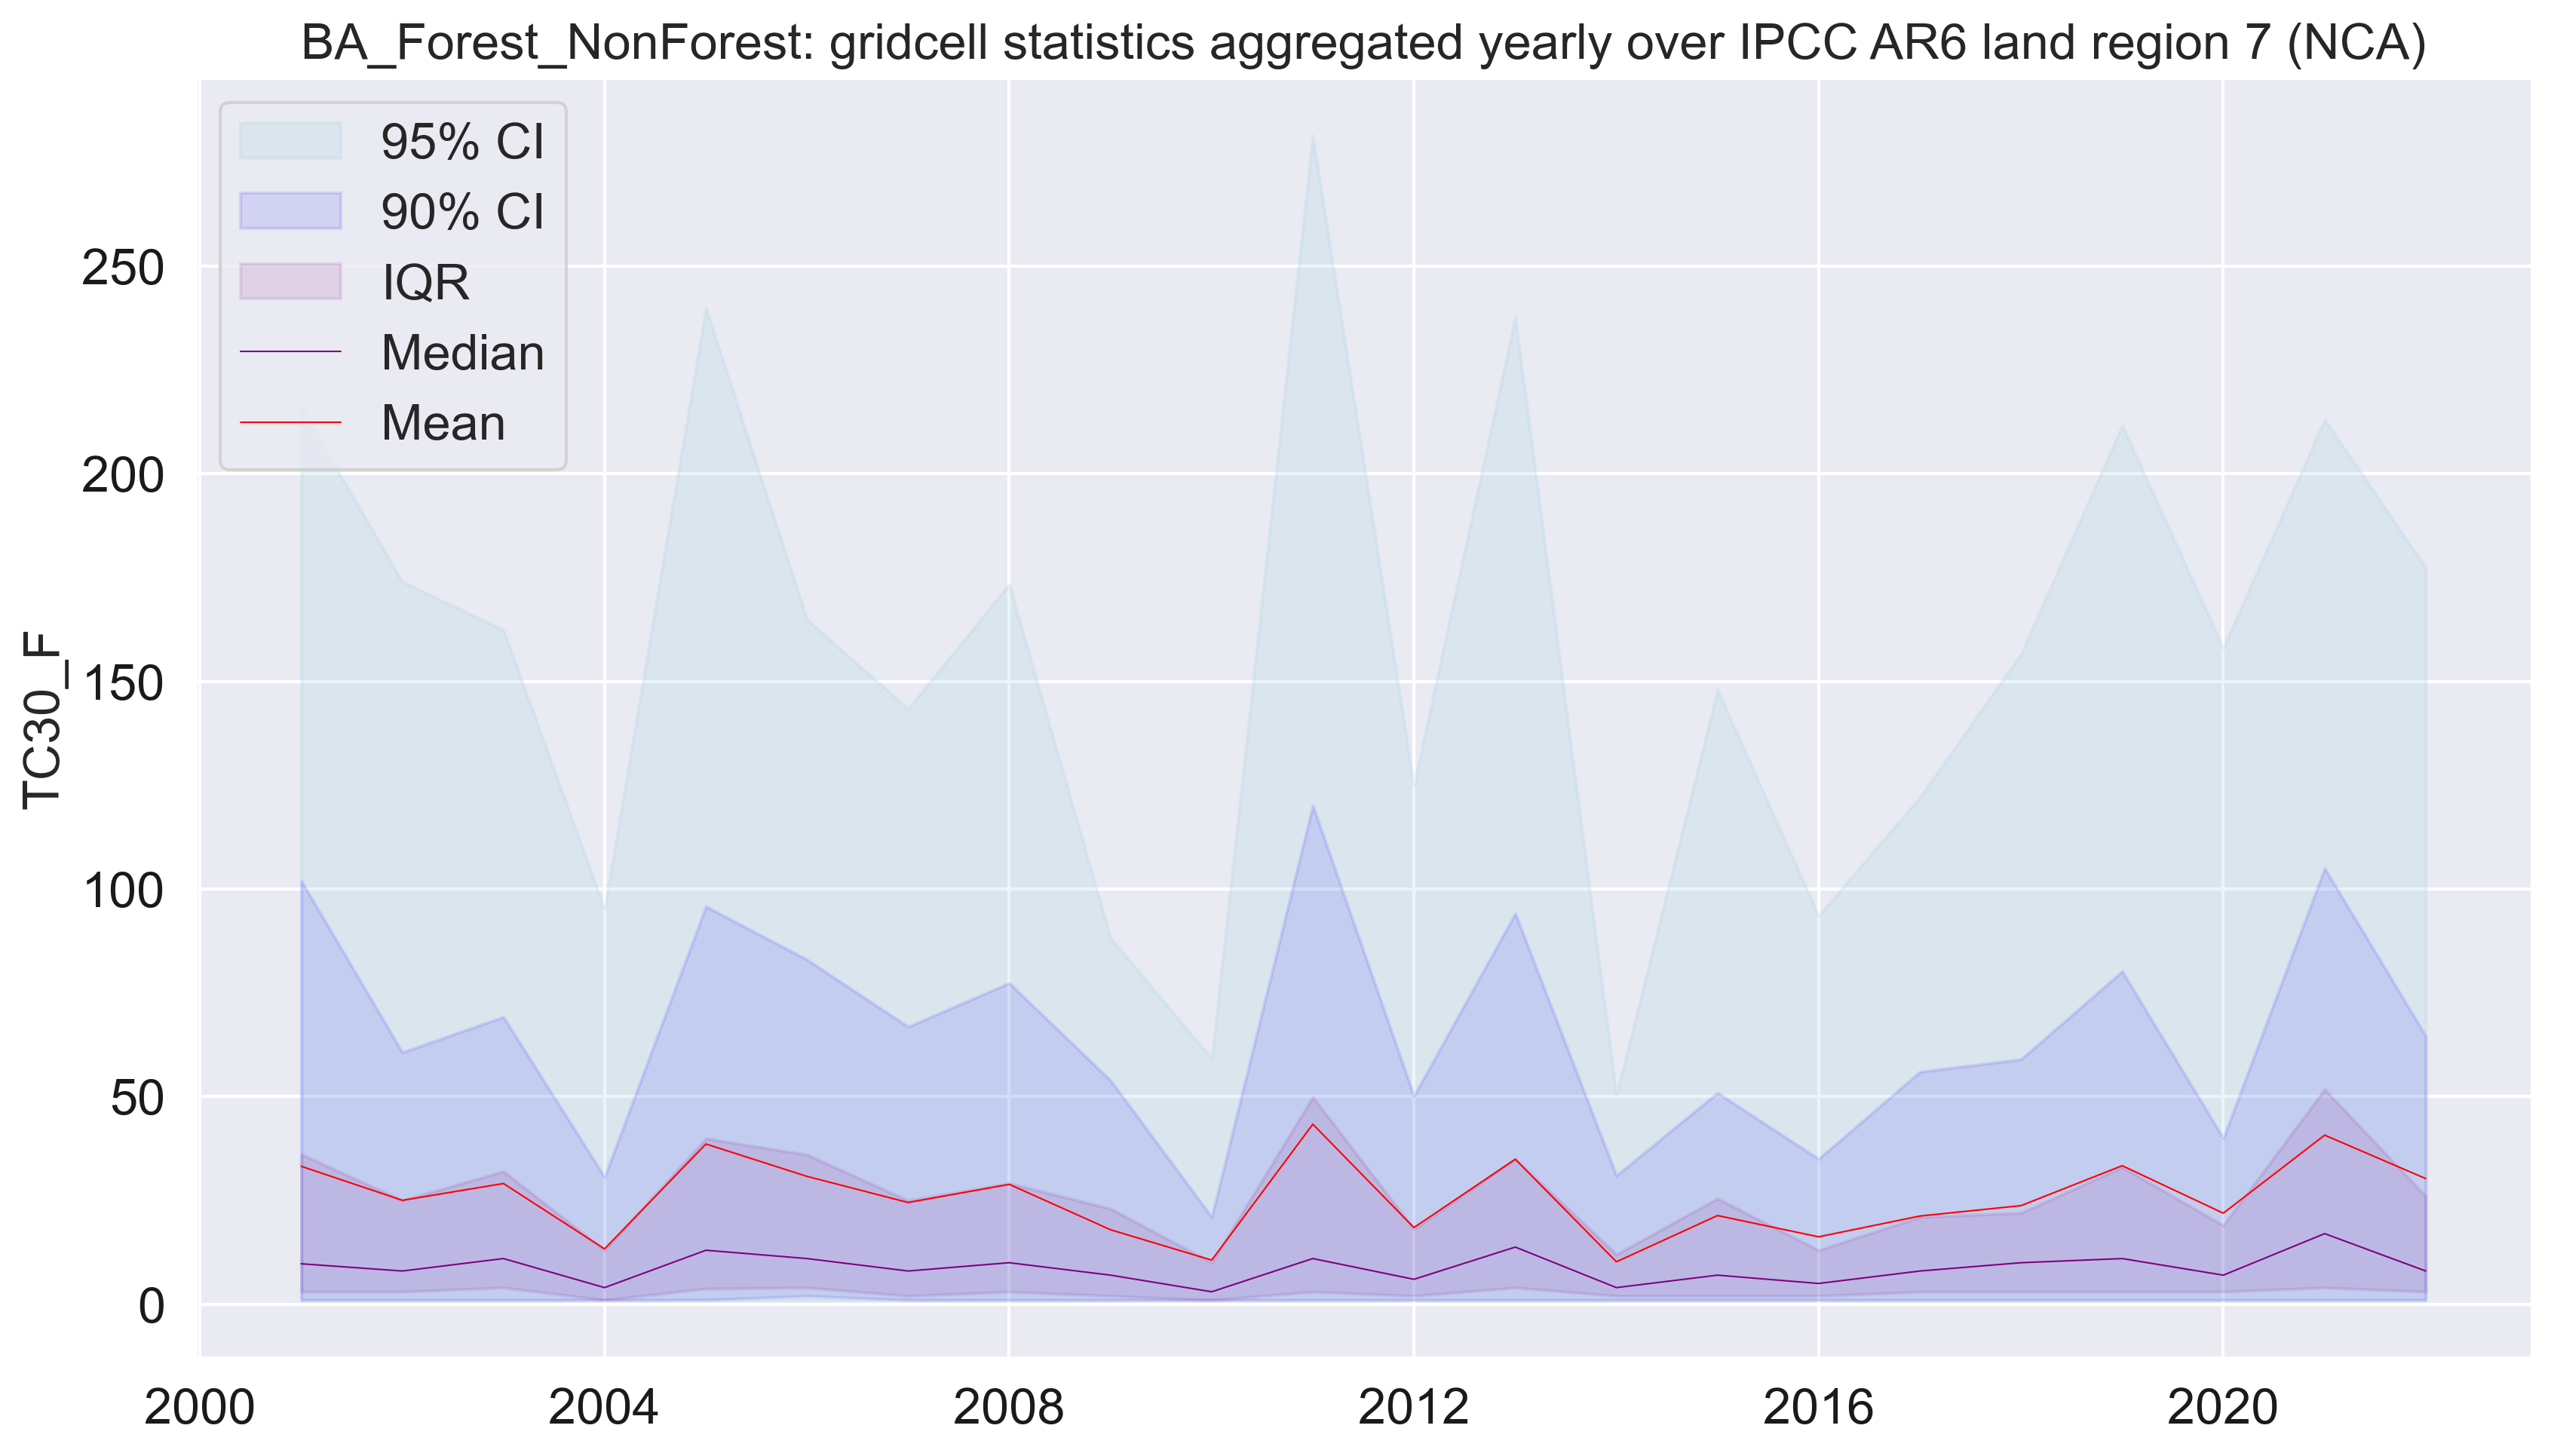 BA_Forest_NonForest: gridcell statistics aggregated yearly over IPCC AR6 land region 7 (NCA)
95% CI
90% CI
IQR
Median
Mean
TC30_F
250
200
150
100
50
0
2000 2004 2008 2012 2016 2020